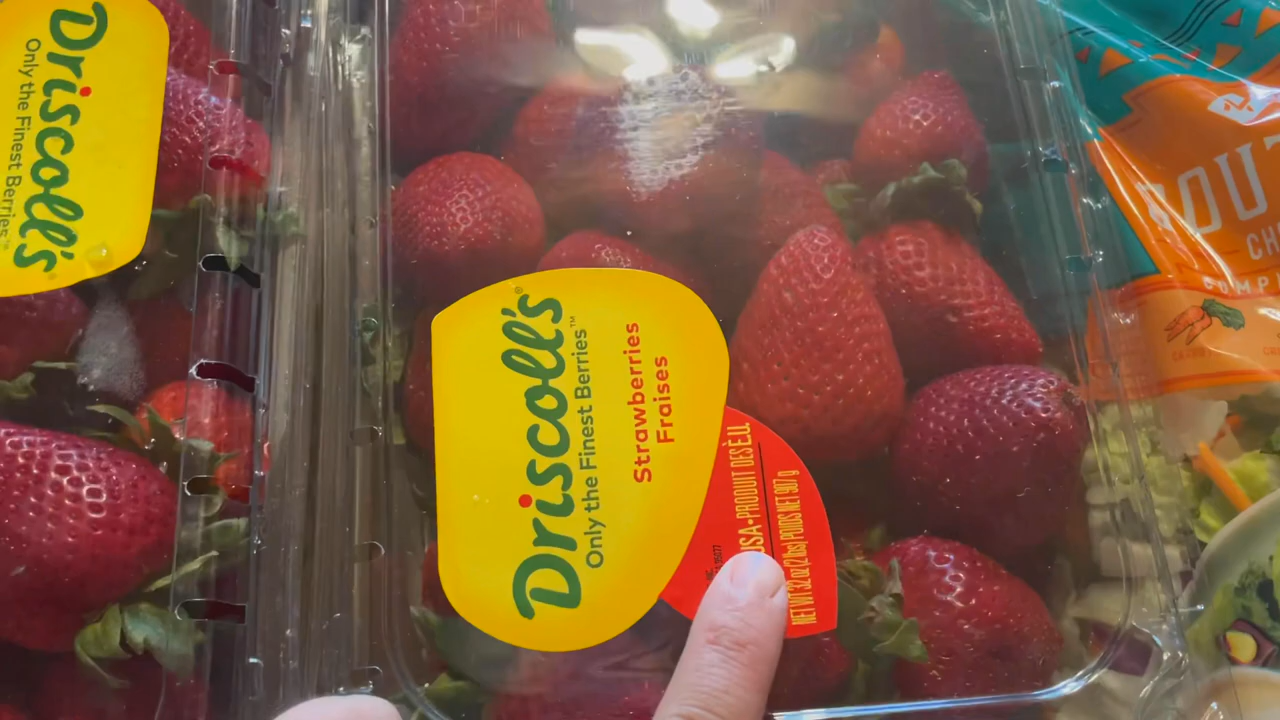 Driscoll's
Only the Finest Berries™
Driscoll's®
Only the Finest Berries™
Strawberries
Fraises
USA•PRODUIT DES É.U.
NET WT 32 oz (2 lbs) POIDS NET 907 g